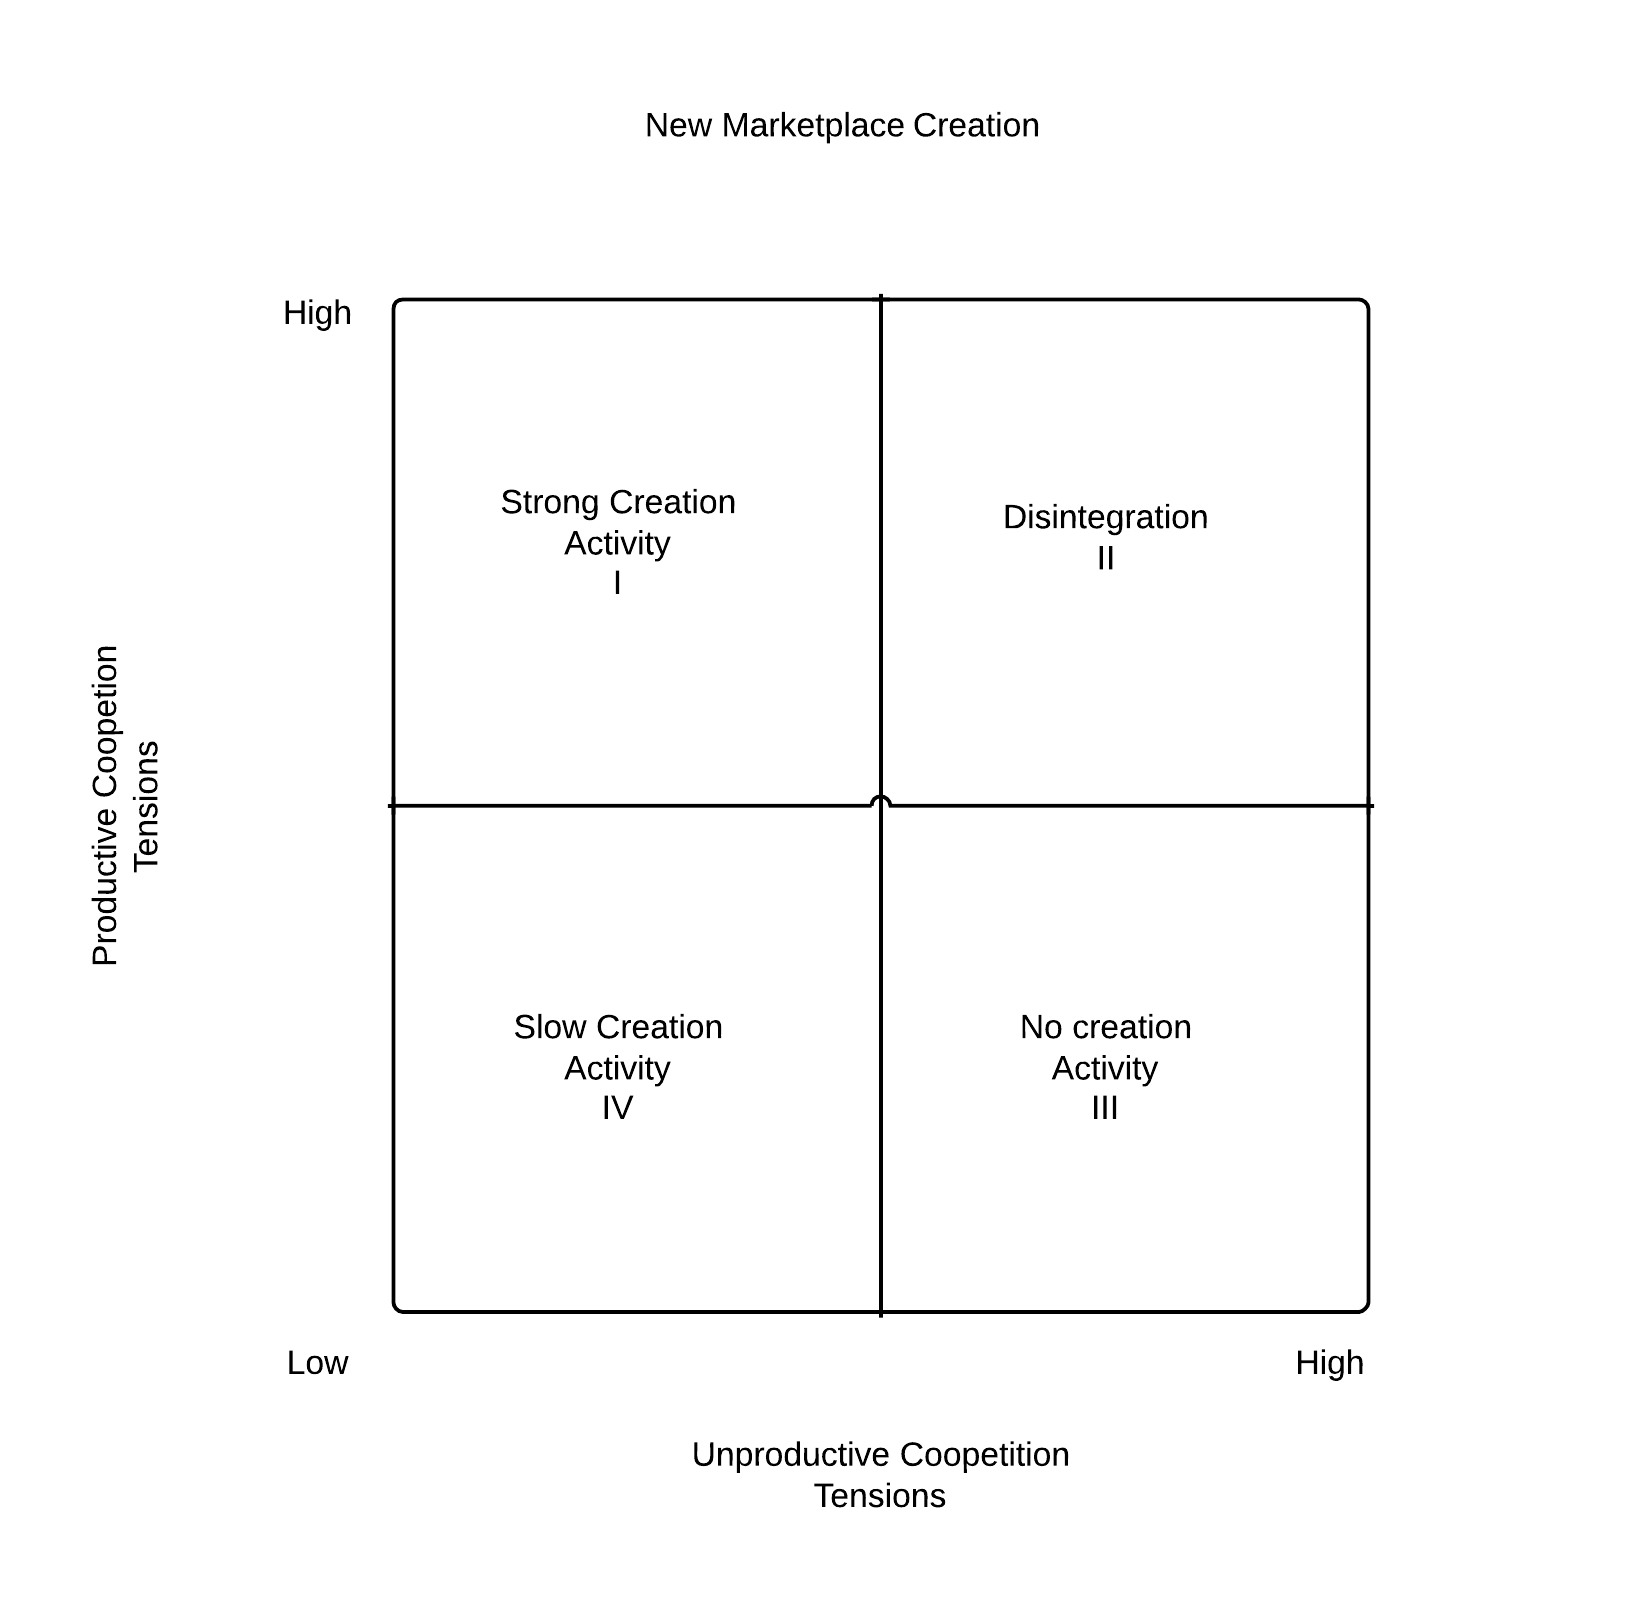 New Marketplace Creation
High
Strong Creation
Activity
I
Disintegration
II
Productive Coopetion
Tensions
Slow Creation
Activity
IV
No creation
Activity
III
Low
High
Unproductive Coopetition
Tensions